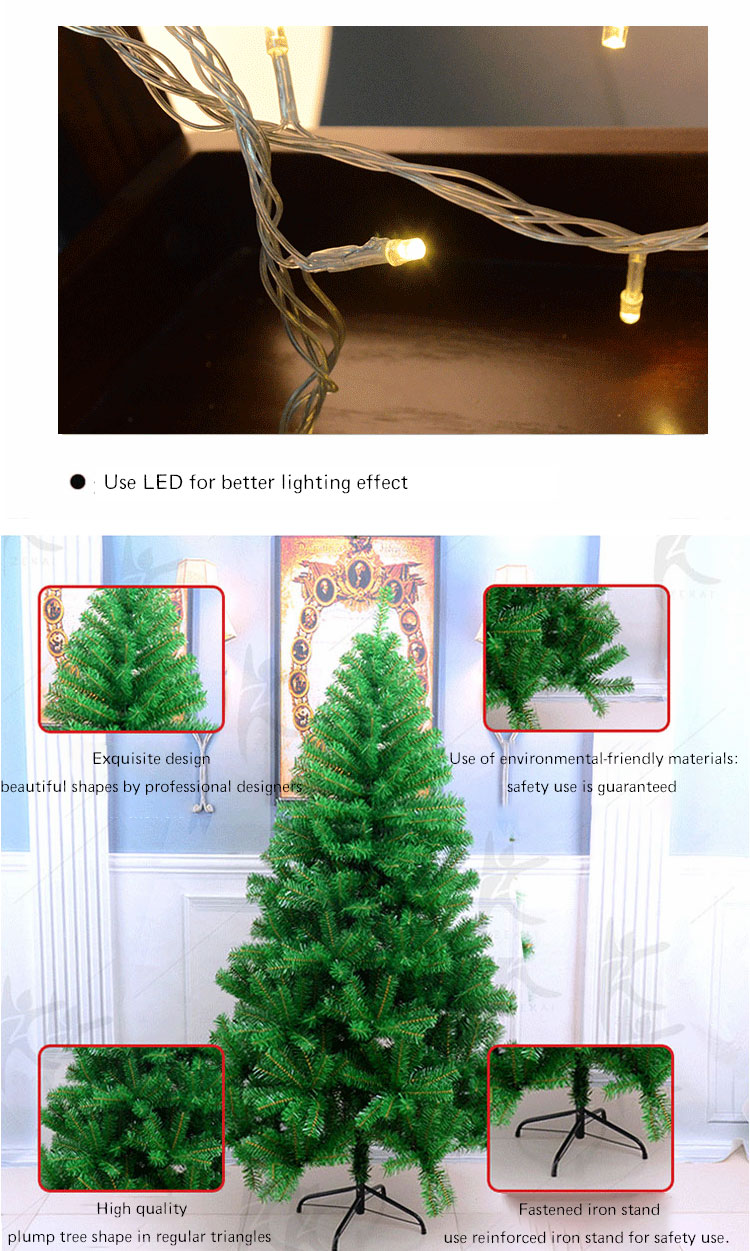 Use LED for better lighting effect
ZEKAI
ZEKAI
Exquisite design
beautiful shapes by professional designers
Use of environmental-friendly materials:
safety use is guaranteed
High quality
plump tree shape in regular triangles
Fastened iron stand
use reinforced iron stand for safety use.